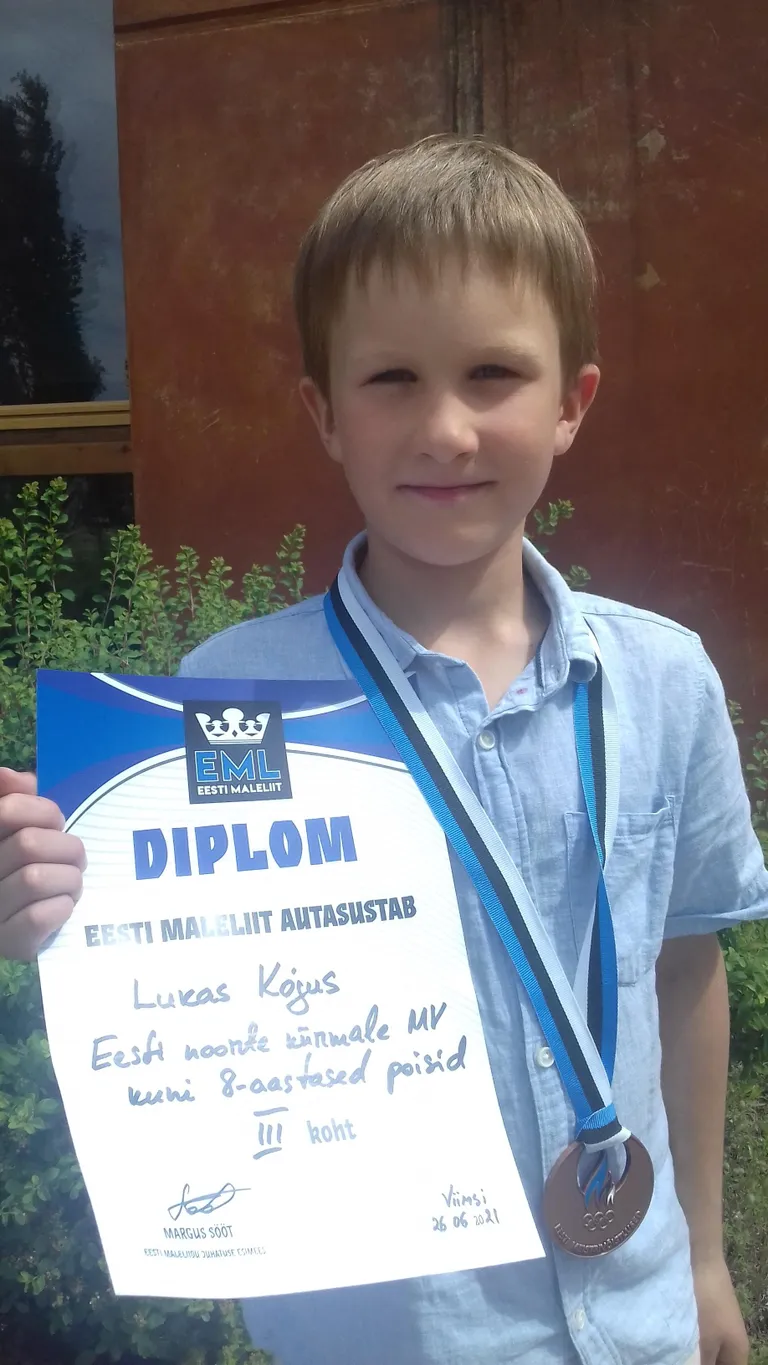 EML
EESTI MALELIIT
DIPLOM
EESTI MALELIIT AUTASUSTAB
Lukas Kõgus
Eesti noorte kiirmale MV
kuni 8-aastased poisid
III koht
MARGUS SÖÖT
EESTI MALELIIDU JUHATUSE ESIMEES
Viimsi
26 06 2021